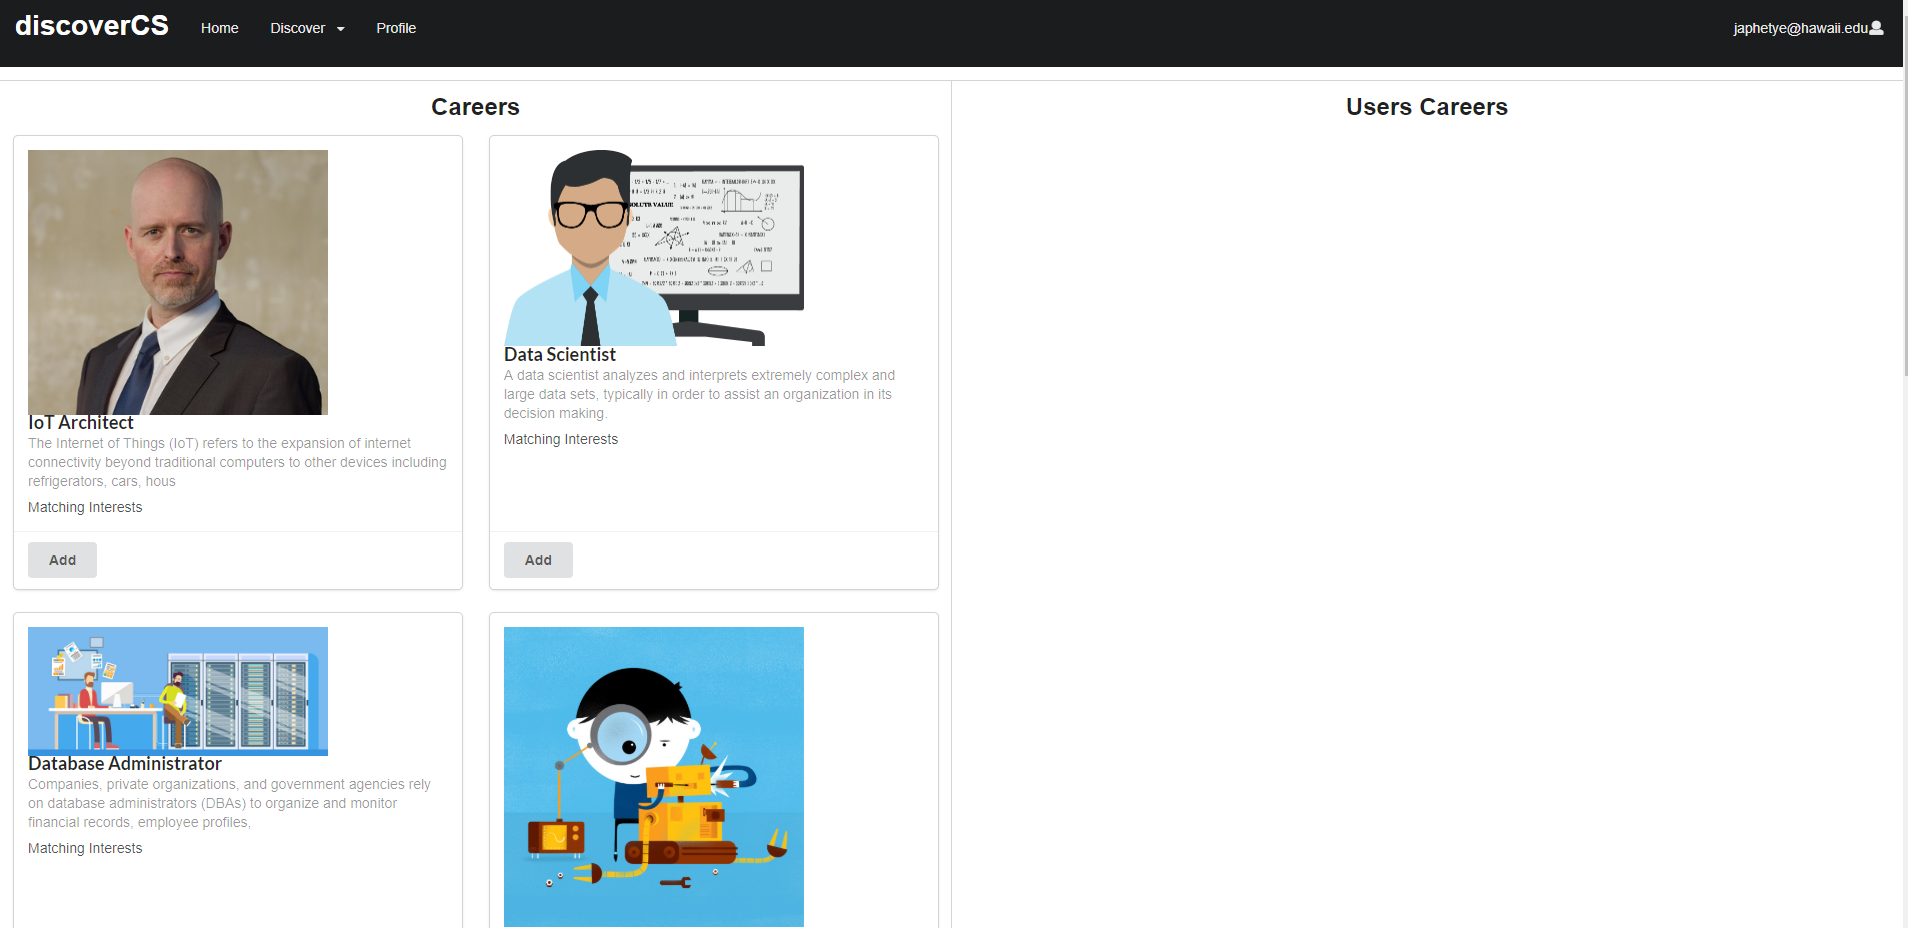 discoverCS Home Discover Profile japhetye@hawaii.edu
Careers
Users Careers
IoT Architect
The Internet of Things (IoT) refers to the expansion of internet
connectivity beyond traditional computers to other devices including
refrigerators, cars, hous
Matching Interests
Add
Data Scientist
A data scientist analyzes and interprets extremely complex and
large data sets, typically in order to assist an organization in its
decision making.
Matching Interests
Add
Database Administrator
Companies, private organizations, and government agencies rely
on database administrators (DBAs) to organize and monitor
financial records, employee profiles,
Matching Interests